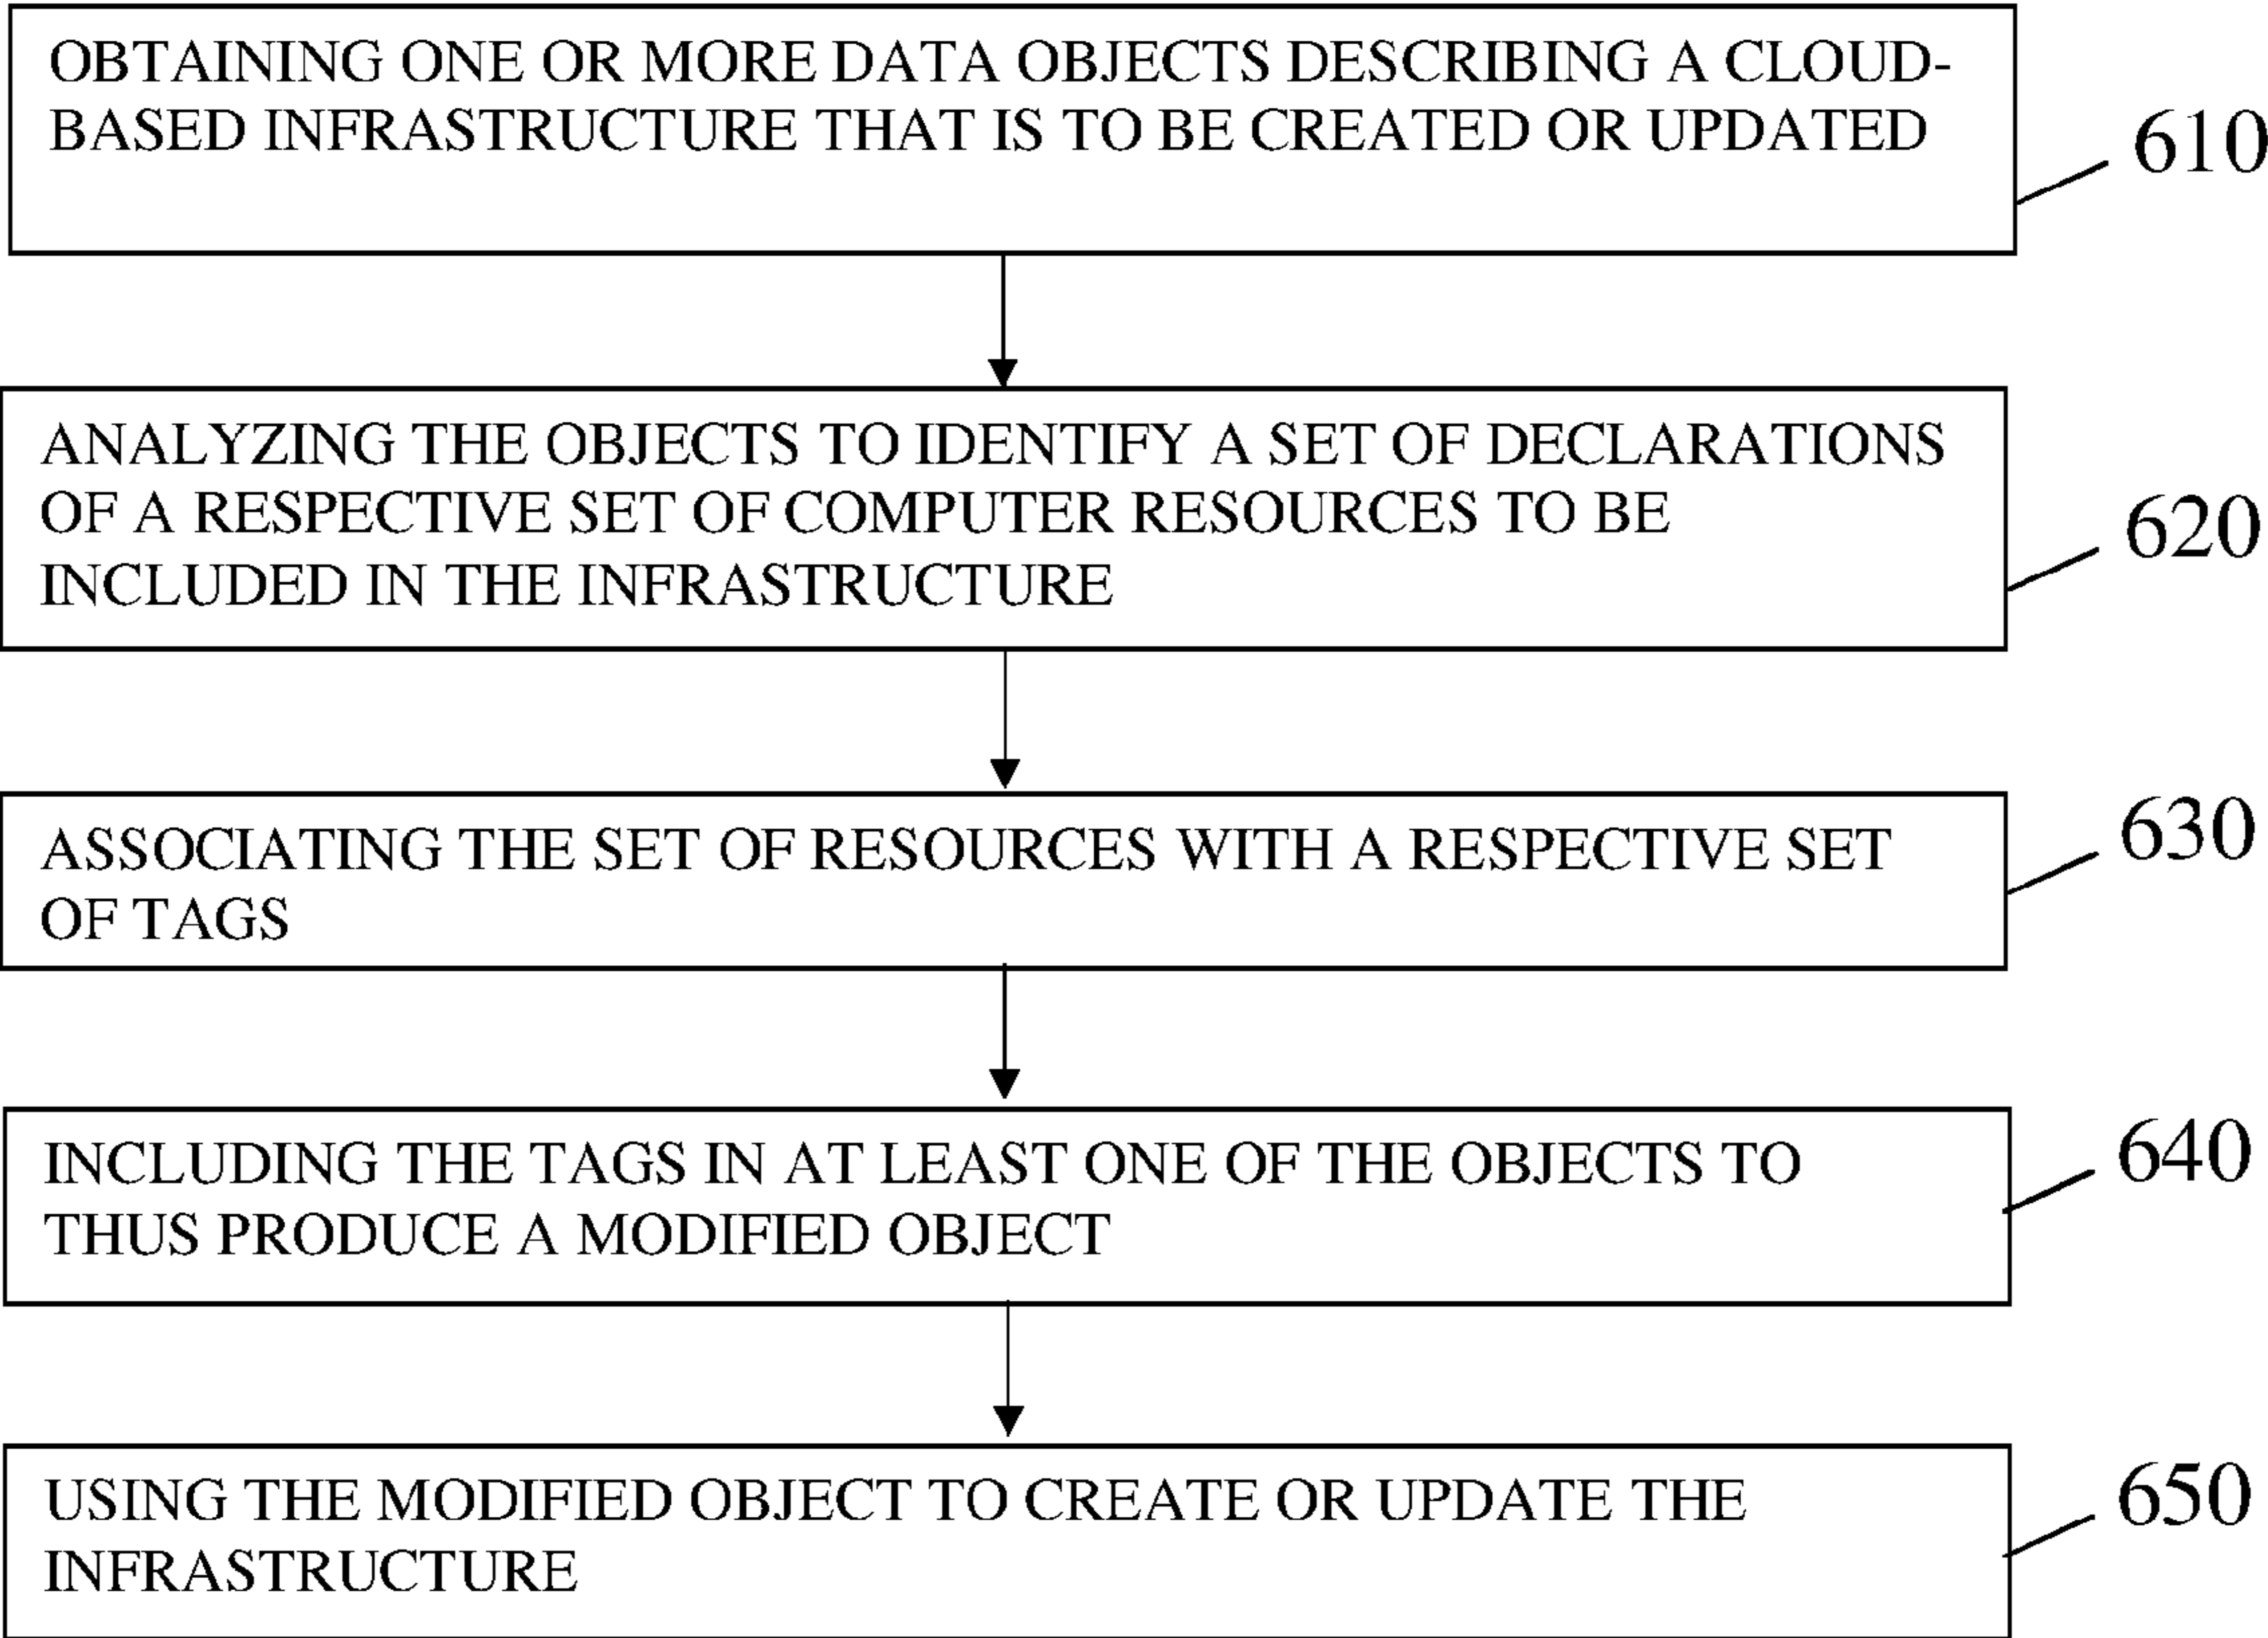 OBTAINING ONE OR MORE DATA OBJECTS DESCRIBING A CLOUD-
BASED INFRASTRUCTURE THAT IS TO BE CREATED OR UPDATED
610
ANALYZING THE OBJECTS TO IDENTIFY A SET OF DECLARATIONS
OF A RESPECTIVE SET OF COMPUTER RESOURCES TO BE
INCLUDED IN THE INFRASTRUCTURE
620
ASSOCIATING THE SET OF RESOURCES WITH A RESPECTIVE SET
OF TAGS
630
INCLUDING THE TAGS IN AT LEAST ONE OF THE OBJECTS TO
THUS PRODUCE A MODIFIED OBJECT
640
USING THE MODIFIED OBJECT TO CREATE OR UPDATE THE
INFRASTRUCTURE
650